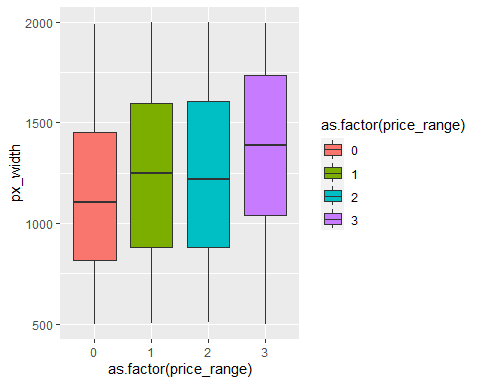 2000
1500
1000
500
px_width
0 1 2 3
as.factor(price_range)
as.factor(price_range)
0
1
2
3